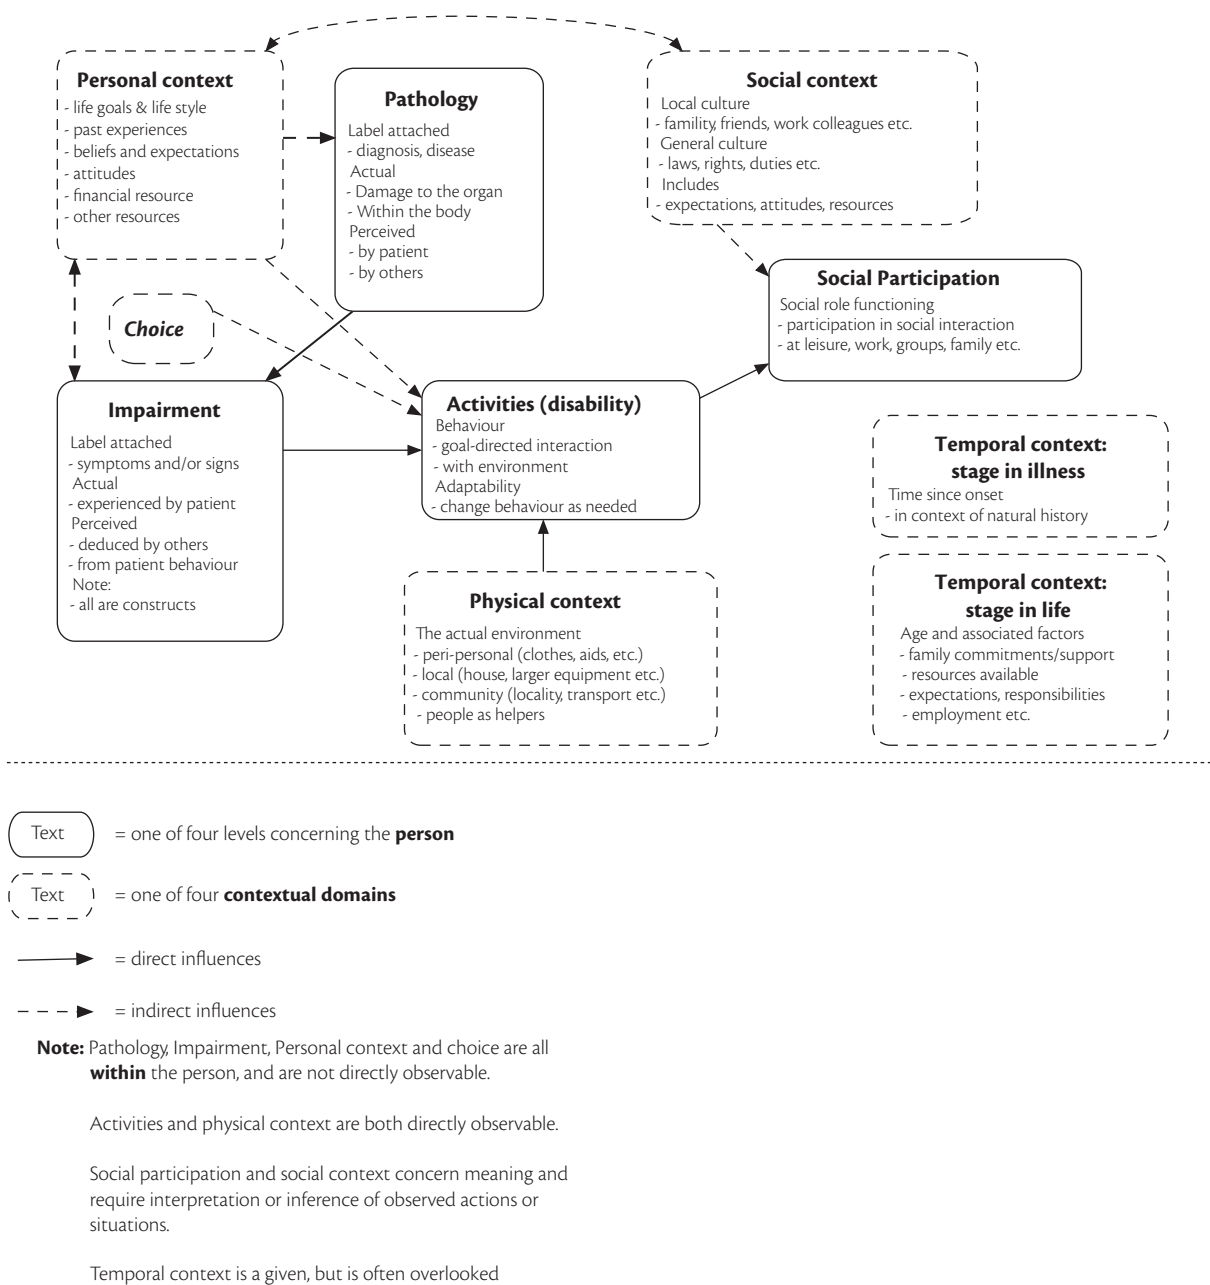 Personal context
- life goals & life style
- past experiences
- beliefs and expectations
- attitudes
- financial resource
- other resources
Pathology
Label attached
- diagnosis, disease
Actual
- Damage to the organ
- Within the body
Perceived
- by patient
- by others
Social context
Local culture
- famility, friends, work colleagues etc.
General culture
- laws, rights, duties etc.
Includes
- expectations, attitudes, resources
Social Participation
Social role functioning
- participation in social interaction
- at leisure, work, groups, family etc.
Choice
Impairment
Label attached
- symptoms and/or signs
Actual
- experienced by patient
Perceived
- deduced by others
- from patient behaviour
Note:
- all are constructs
Activities (disability)
Behaviour
- goal-directed interaction
- with environment
Adaptability
- change behaviour as needed
Temporal context:
stage in illness
Time since onset
- in context of natural history
Physical context
The actual environment
- peri-personal (clothes, aids, etc.)
- local (house, larger equipment etc.)
- community (locality, transport etc.)
- people as helpers
Temporal context:
stage in life
Age and associated factors
- family commitments/support
- resources available
- expectations, responsibilities
- employment etc.
Text = one of four levels concerning the person
Text = one of four contextual domains
= direct influences
= indirect influences
Note: Pathology, Impairment, Personal context and choice are all
within the person, and are not directly observable.
Activities and physical context are both directly observable.
Social participation and social context concern meaning and
require interpretation or inference of observed actions or
situations.
Temporal context is a given, but is often overlooked